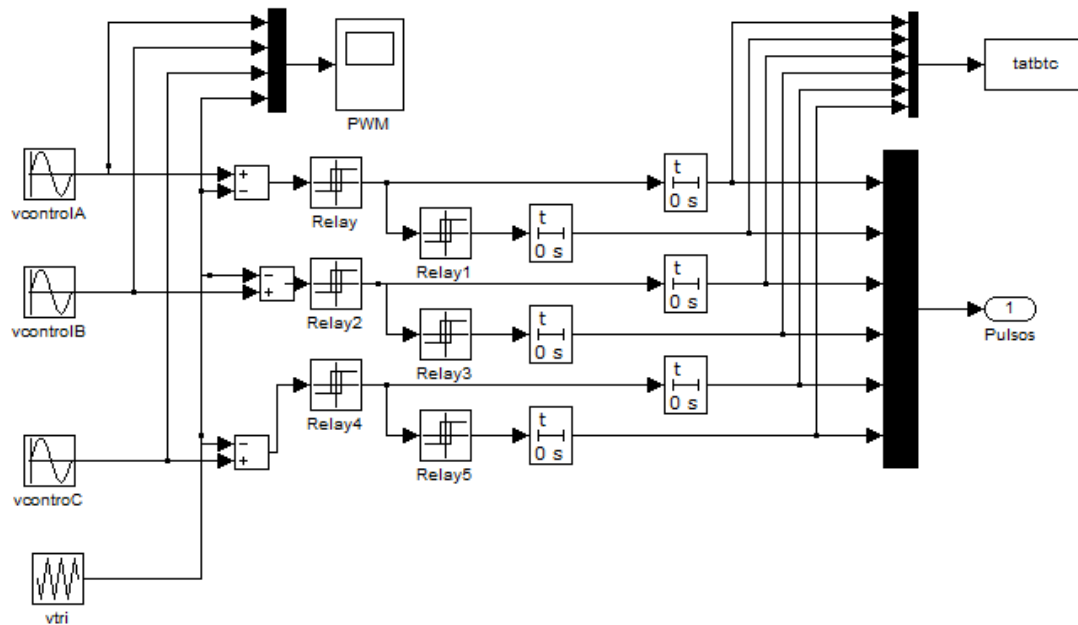 tatbtc
PWM
+
−
t
0 s
vcontrolA
Relay
t
0 s
Relay1
−
+
t
0 s
vcontrolB
Relay2
1
Pulsos
t
0 s
Relay3
t
0 s
Relay4
−
+
t
0 s
vcontroC
Relay5
vtri